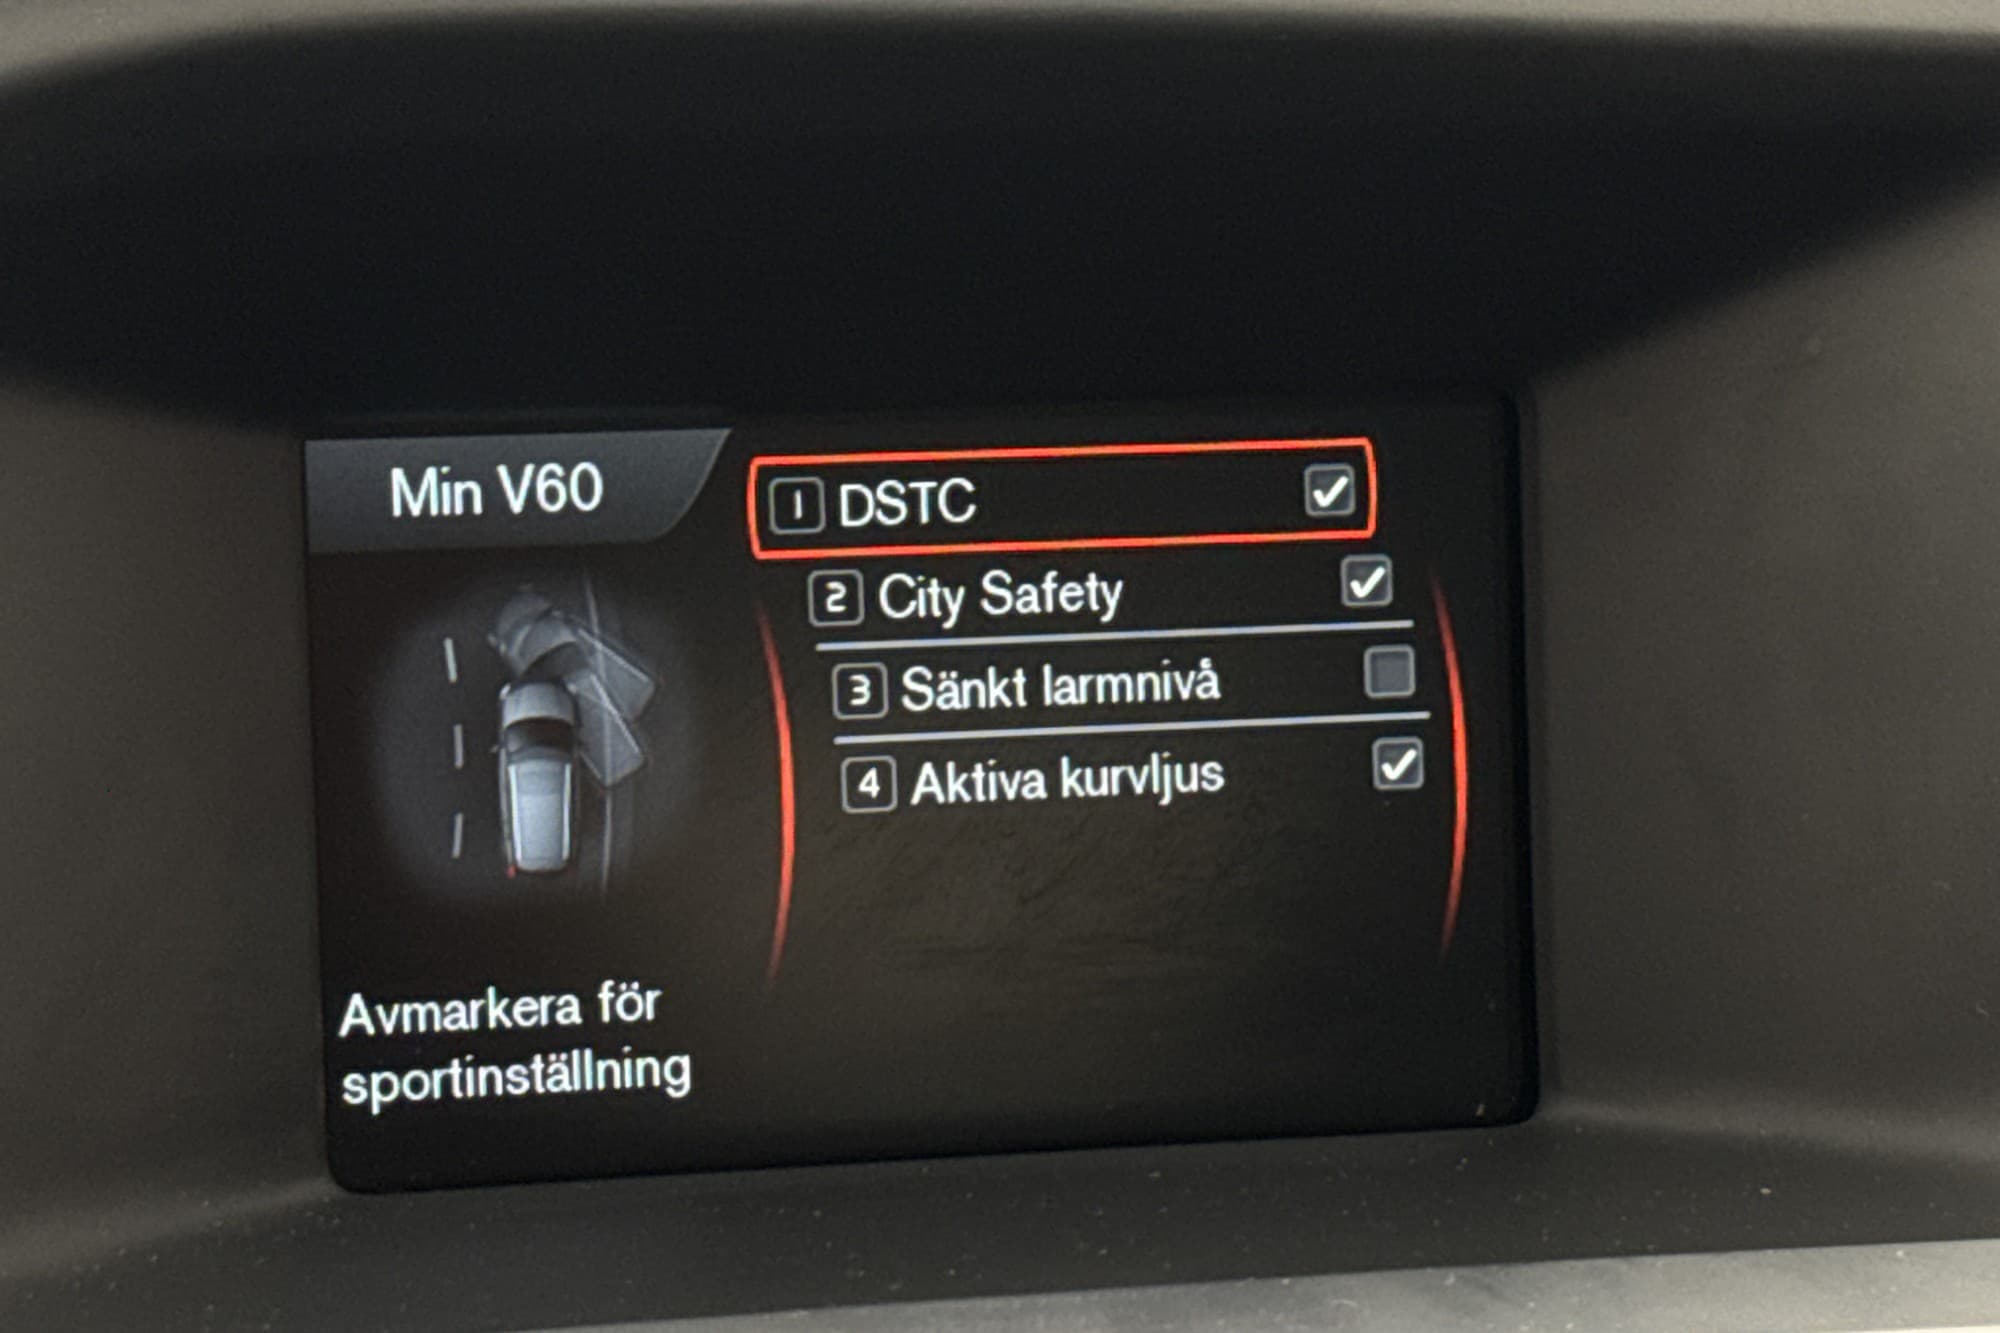 Min V60
1 DSTC
2 City Safety
3 Sänkt larmnivå
4 Aktiva kurvljus
Avmarkera för
sportinställning